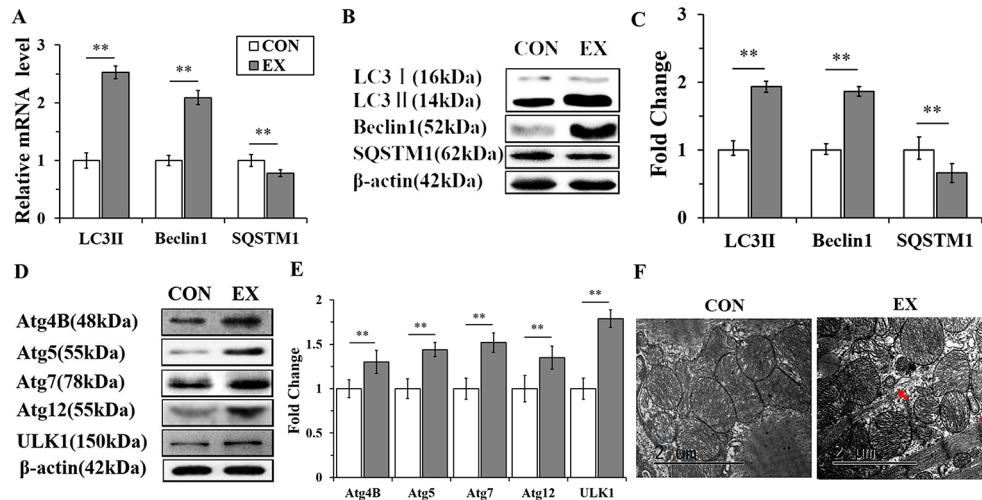 A
Relative mRNA level
3
2
1
0
**
**
**
CON
EX
LC3II Beclin1 SQSTM1
B
CON EX
LC3Ⅰ(16kDa)
LC3Ⅱ(14kDa)
Beclin1(52kDa)
SQSTM1(62kDa)
β-actin(42kDa)
C
Fold Change
3
2
1
0
**
**
**
LC3II Beclin1 SQSTM1
D
CON EX
Atg4B(48kDa)
Atg5(55kDa)
Atg7(78kDa)
Atg12(55kDa)
ULK1(150kDa)
β-actin(42kDa)
E
Fold Change
2
1.5
1
0.5
0
**
**
**
**
**
Atg4B Atg5 Atg7 Atg12 ULK1
F
CON EX
2 um
2 um